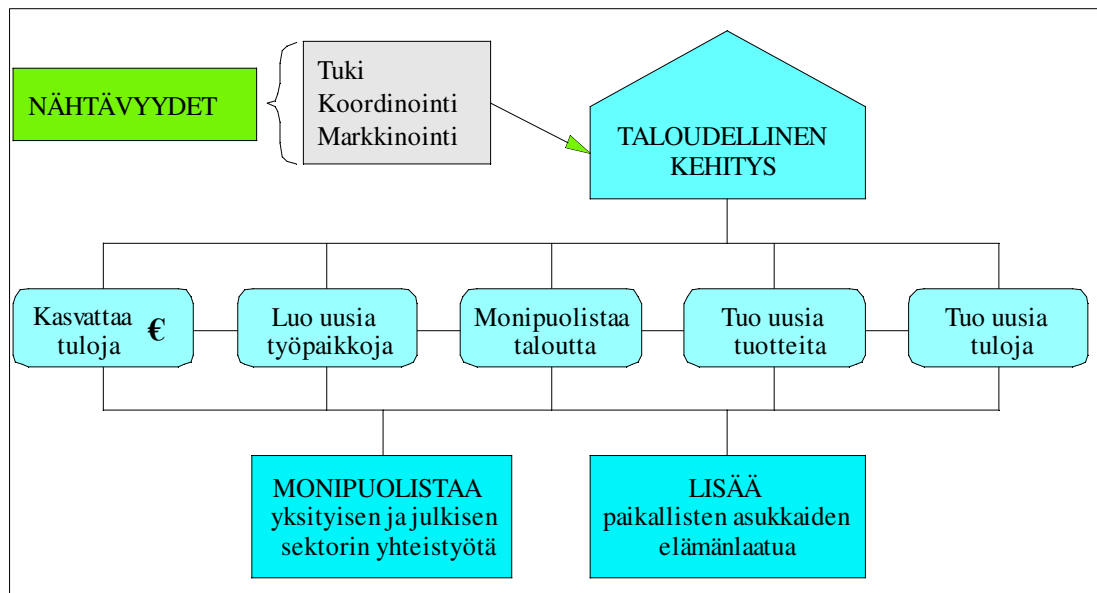 NÄHTÄVYYDET
Tuki
Koordinointi
Markkinointi
TALOUDELLINEN
KEHITYS
Kasvattaa
tuloja €
Luo uusia
työpaikkoja
Monipuolistaa
taloutta
Tuo uusia
tuotteita
Tuo uusia
tuloja
MONIPUOLISTAA
yksityisen ja julkisen
sektorin yhteistyötä
LISÄÄ
paikallisten asukkaiden
elämänlaatua